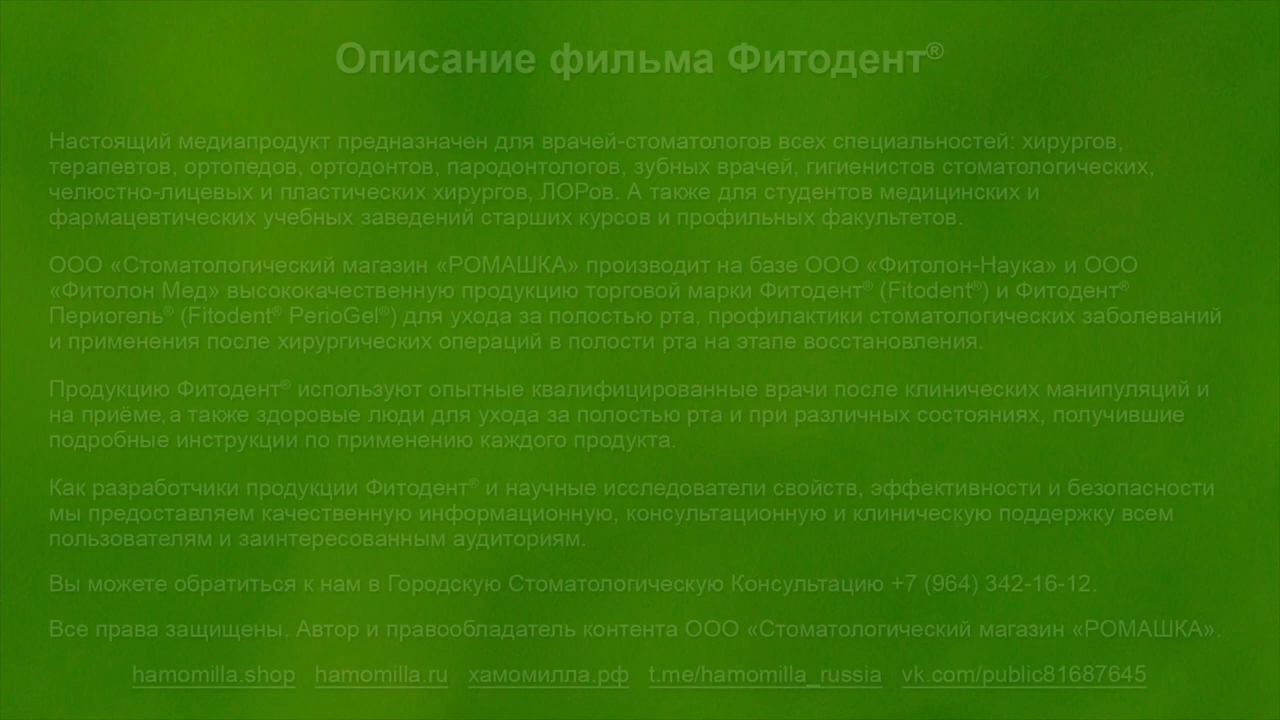 Описание фильма Фитодент®
Настоящий медиапродукт предназначен для врачей-стоматологов всех специальностей: хирургов,
терапевтов, ортопедов, ортодонтов, пародонтологов, зубных врачей, гигиенистов стоматологических,
челюстно-лицевых и пластических хирургов, ЛОРов. А также для студентов медицинских и
фармацевтических учебных заведений старших курсов и профильных факультетов.
ООО «Стоматологический магазин «РОМАШКА» производит на базе ООО «Фитолон-Наука» и ООО
«Фитолон Мед» высококачественную продукцию торговой марки Фитодент® (Fitodent®) и Фитодент®
Периогель® (Fitodent® PerioGel®) для ухода за полостью рта, профилактики стоматологических заболеваний
и применения после хирургических операций в полости рта на этапе восстановления.
Продукцию Фитодент® используют опытные квалифицированные врачи после клинических манипуляций и
на приёме, а также здоровые люди для ухода за полостью рта и при различных состояниях, получившие
подробные инструкции по применению каждого продукта.
Как разработчики продукции Фитодент® и научные исследователи свойств, эффективности и безопасности
мы предоставляем качественную информационную, консультационную и клиническую поддержку всем
пользователям и заинтересованным аудиториям.
Вы можете обратиться к нам в Городскую Стоматологическую Консультацию +7 (964) 342-16-12.
Все права защищены. Автор и правообладатель контента ООО «Стоматологический магазин «РОМАШКА».
hamomilla.shop hamomilla.ru хамомилла.рф t.me/hamomilla_russia vk.com/public81687645